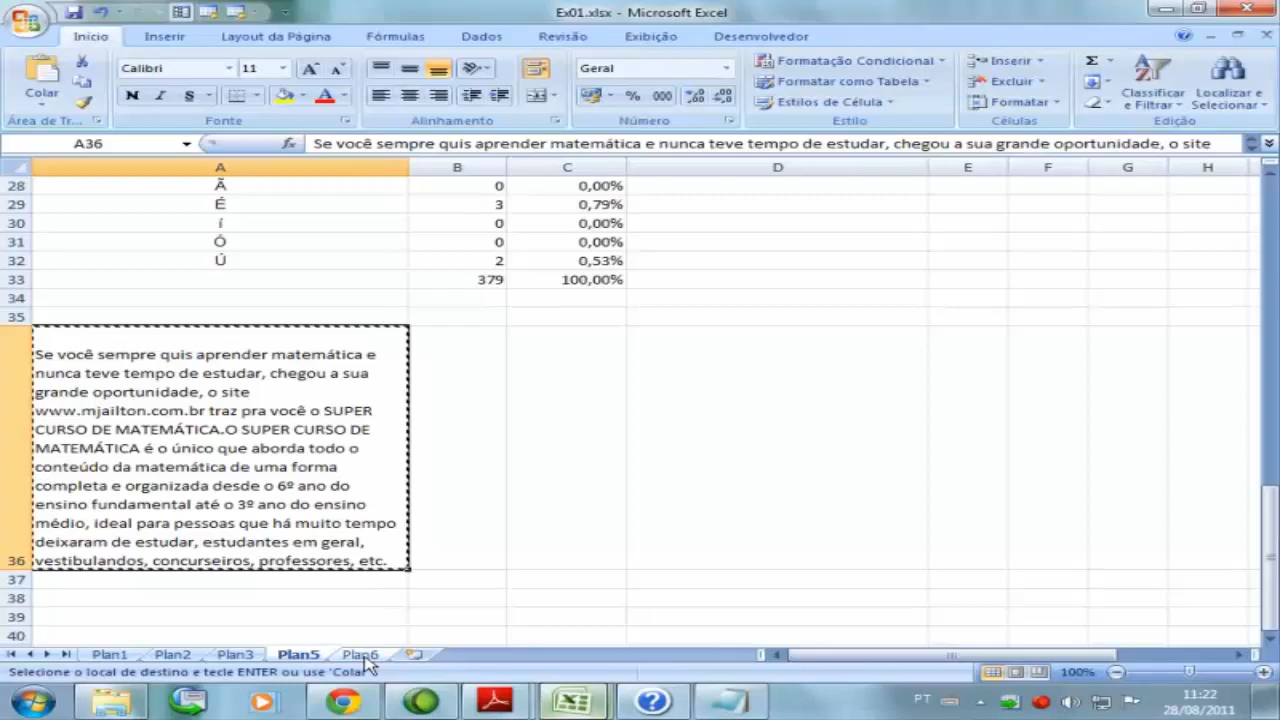 Ex01.xlsx - Microsoft Excel
Início Inserir Layout da Página Fórmulas Dados Revisão Exibição Desenvolvedor
Colar
Calibri 11
N I S
A
Geral
% 000
Formatação Condicional
Formatar como Tabela
Estilos de Célula
Inserir
Excluir
Formatar
Σ
Classificar e Filtrar
Localizar e Selecionar
Área de Tr... Fonte Alinhamento Número Estilo Células Edição
A36 fx Se você sempre quis aprender matemática e nunca teve tempo de estudar, chegou a sua grande oportunidade, o site
A B C D E F G H
28 Ã 0 0,00%
29 É 3 0,79%
30 í 0 0,00%
31 Ó 0 0,00%
32 Ú 2 0,53%
33 379 100,00%
34
35
Se você sempre quis aprender matemática e
nunca teve tempo de estudar, chegou a sua
grande oportunidade, o site
www.mjailton.com.br traz pra você o SUPER
CURSO DE MATEMÁTICA.O SUPER CURSO DE
MATEMÁTICA é o único que aborda todo o
conteúdo da matemática de uma forma
completa e organizada desde o 6º ano do
ensino fundamental até o 3º ano do ensino
médio, ideal para pessoas que há muito tempo
deixaram de estudar, estudantes em geral,
36 vestibulandos, concurseiros, professores, etc.
37
38
39
40
Plan1 Plan2 Plan3 Plan5 Plan6
Selecione o local de destino e tecle ENTER ou use 'Colar' 100%
PT 11:22
28/08/2011